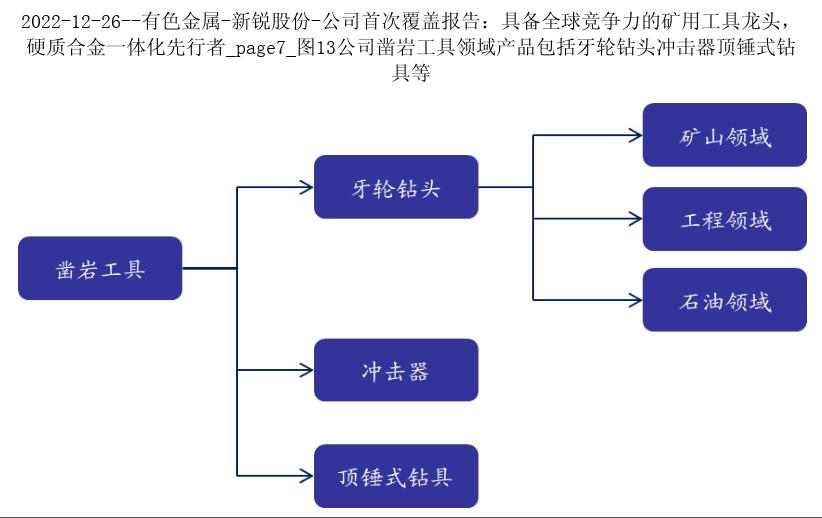 2022-12-26--有色金属-新锐股份-公司首次覆盖报告：具备全球竞争力的矿用工具龙头，
硬质合金一体化先行者_page7_图13公司凿岩工具领域产品包括牙轮钻头冲击器顶锤式钻
具等
矿山领域
牙轮钻头
工程领域
凿岩工具
石油领域
冲击器
顶锤式钻具